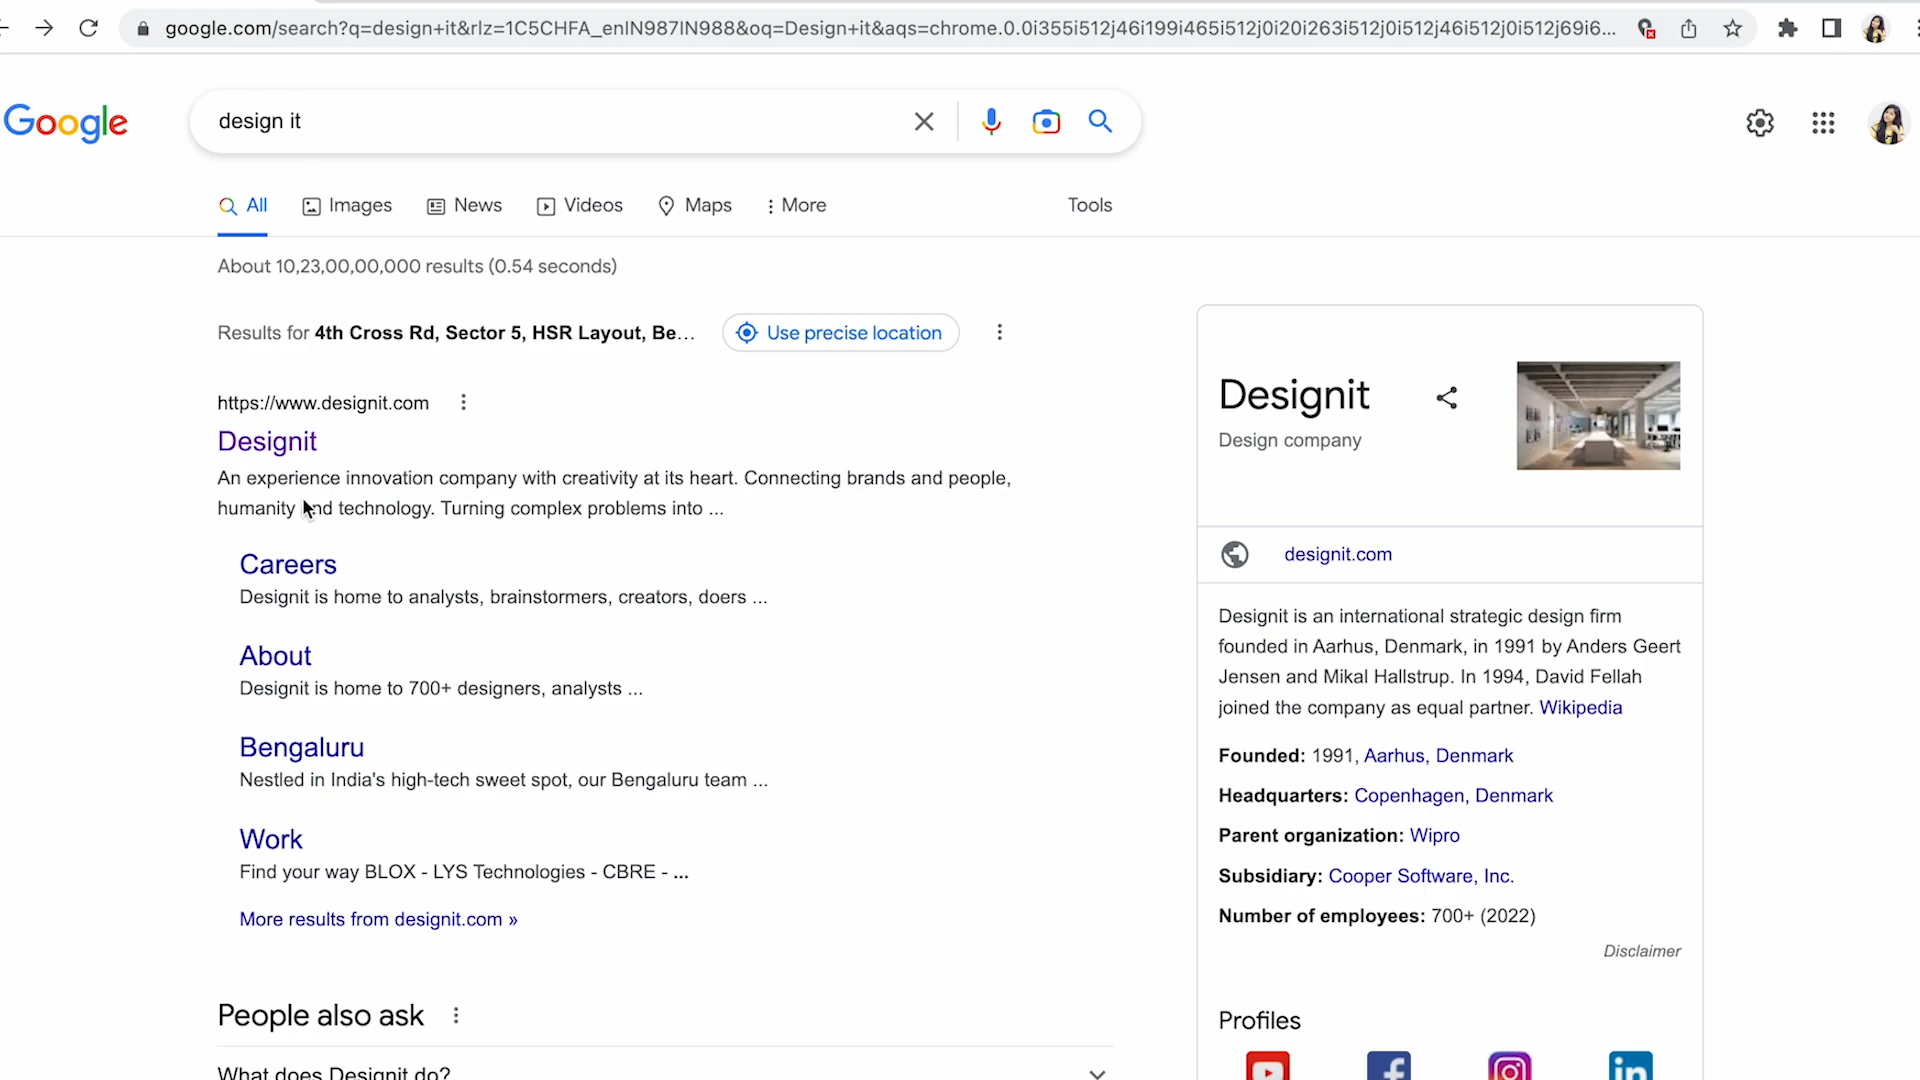 google.com/search?q=design+it&rlz=1C5CHFA_enIN987IN988&oq=Design+it&aqs=chrome.0.0i355i512j46i199i465i512j0i20i263i512j0i512j46i512j0i512j69i6...
Google
design it
All Images News Videos Maps More Tools
About 10,23,00,00,000 results (0.54 seconds)
Results for 4th Cross Rd, Sector 5, HSR Layout, Be... Use precise location
https://www.designit.com
Designit
An experience innovation company with creativity at its heart. Connecting brands and people,
humanity and technology. Turning complex problems into ...
Careers
Designit is home to analysts, brainstormers, creators, doers ...
About
Designit is home to 700+ designers, analysts ...
Bengaluru
Nestled in India's high-tech sweet spot, our Bengaluru team ...
Work
Find your way BLOX - LYS Technologies - CBRE - ...
More results from designit.com »
People also ask
What does Designit do?
Designit
Design company
designit.com
Designit is an international strategic design firm
founded in Aarhus, Denmark, in 1991 by Anders Geert
Jensen and Mikal Hallstrup. In 1994, David Fellah
joined the company as equal partner. Wikipedia
Founded: 1991, Aarhus, Denmark
Headquarters: Copenhagen, Denmark
Parent organization: Wipro
Subsidiary: Cooper Software, Inc.
Number of employees: 700+ (2022)
Disclaimer
Profiles